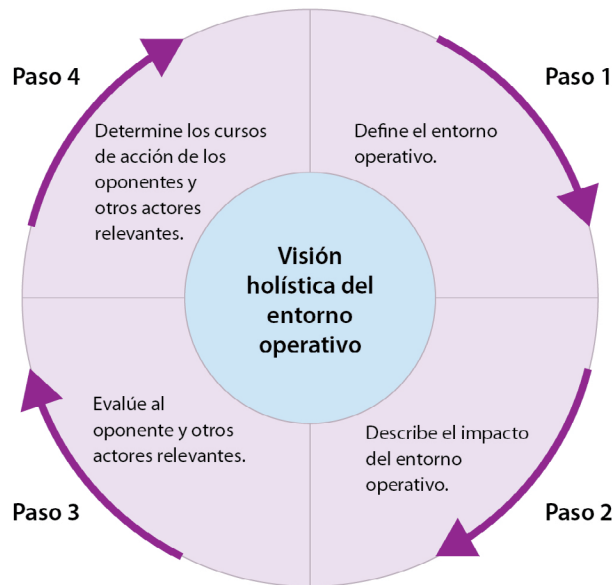 Paso 1
Define el entorno
operativo.
Paso 2
Describe el impacto
del entorno
operativo.
Paso 3
Evalúe al
oponente y otros
actores relevantes.
Paso 4
Determine los cursos
de acción de los
oponentes y
otros actores
relevantes.
Visión
holística del
entorno
operativo